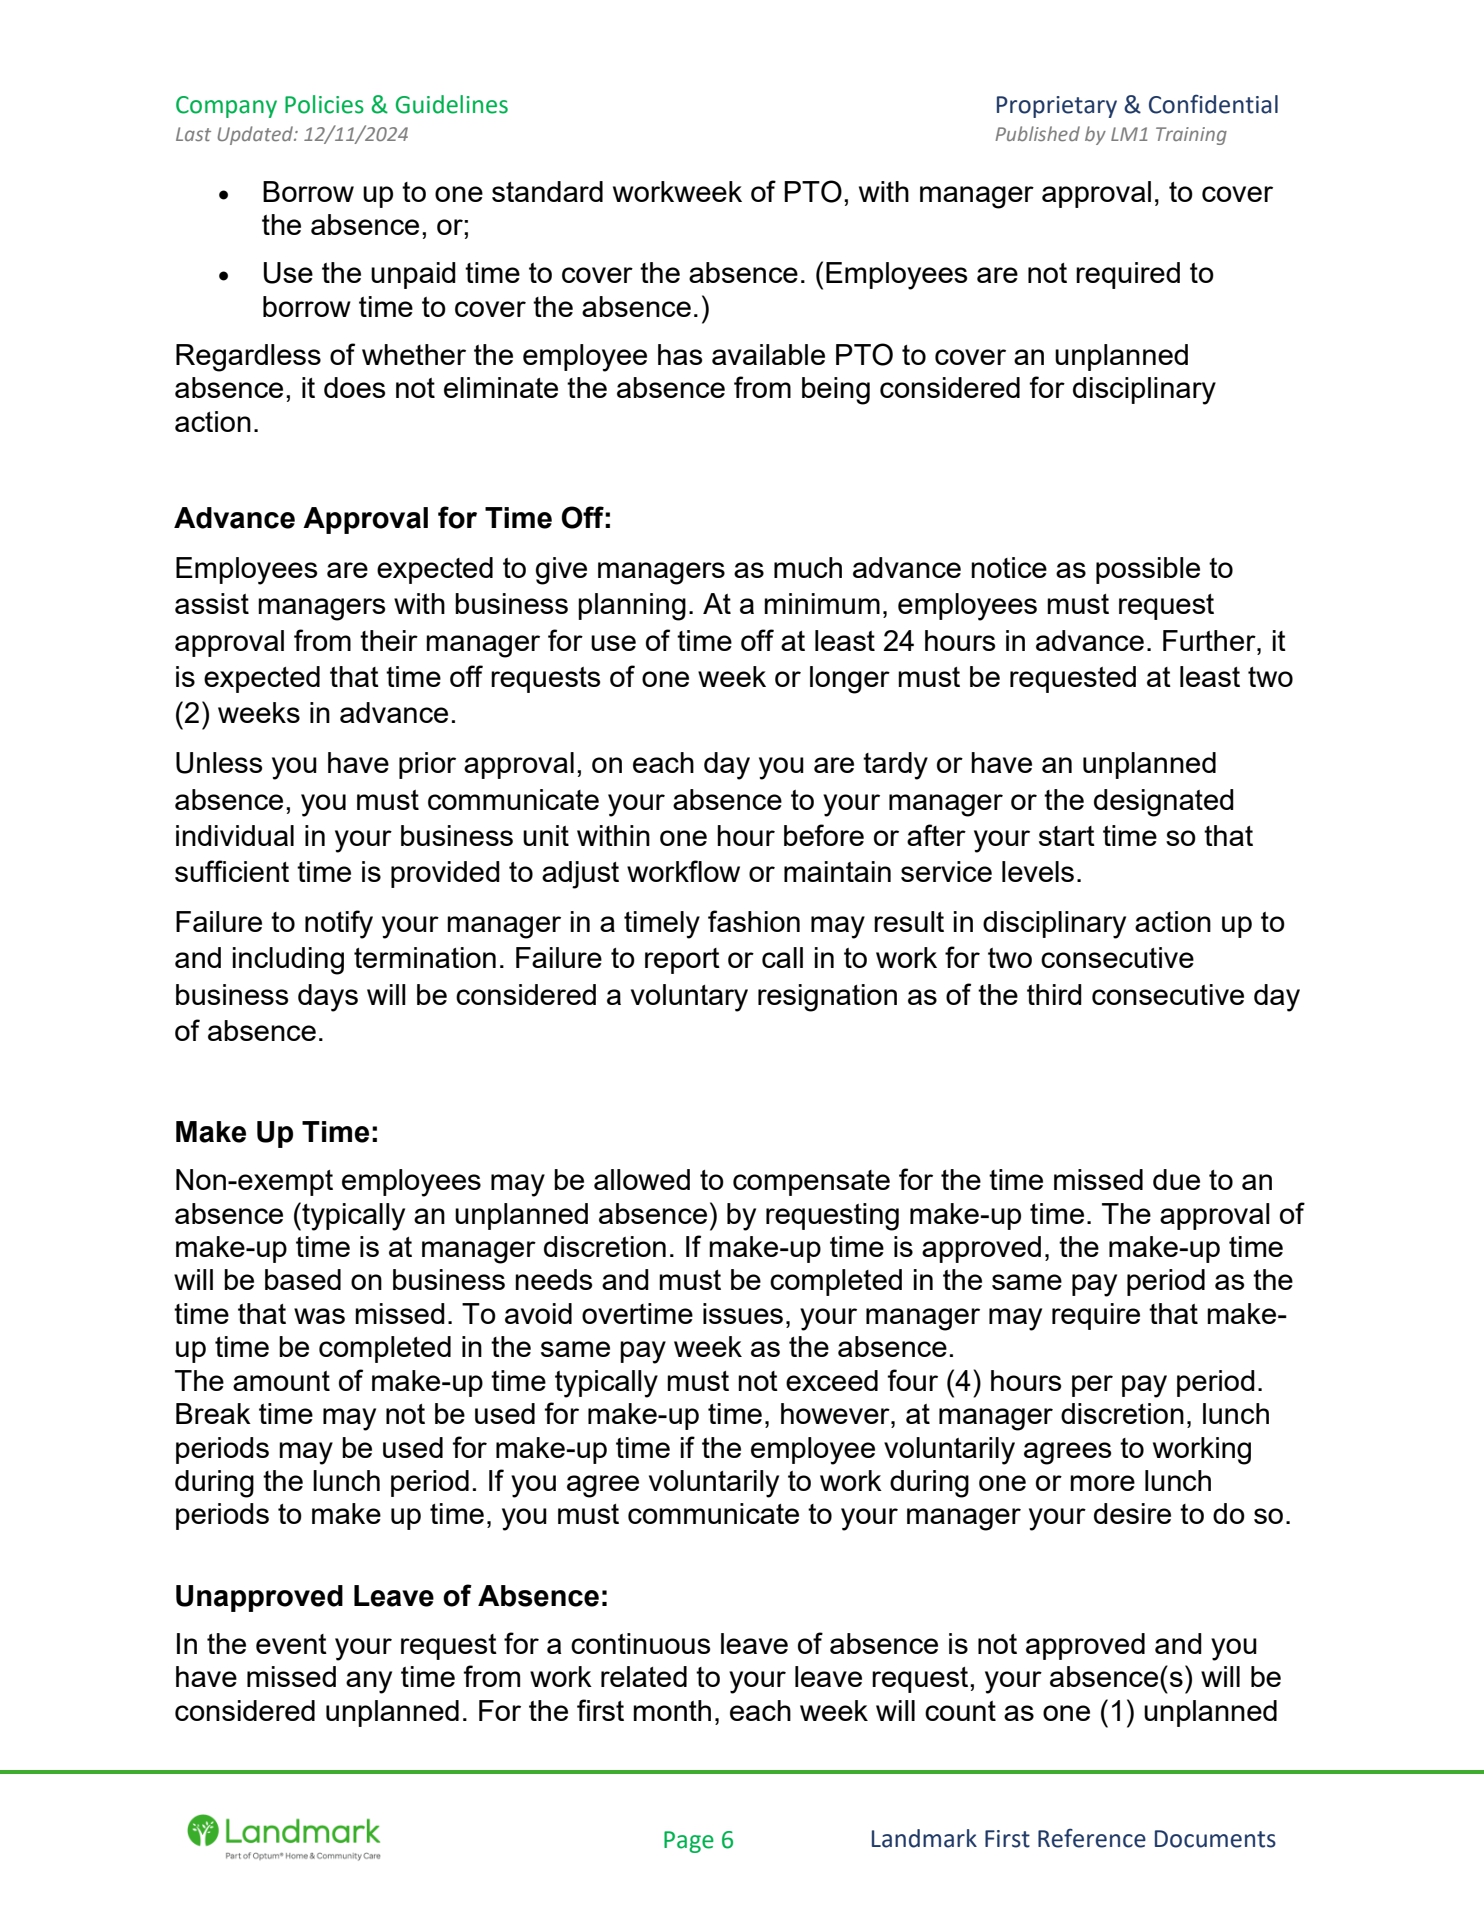 Company Policies & Guidelines
Proprietary & Confidential
Last Updated: 12/11/2024
Published by LM1 Training
• Borrow up to one standard workweek of PTO, with manager approval, to cover
the absence, or;
• Use the unpaid time to cover the absence. (Employees are not required to
borrow time to cover the absence.)
Regardless of whether the employee has available PTO to cover an unplanned
absence, it does not eliminate the absence from being considered for disciplinary
action.
Advance Approval for Time Off:
Employees are expected to give managers as much advance notice as possible to
assist managers with business planning. At a minimum, employees must request
approval from their manager for use of time off at least 24 hours in advance. Further, it
is expected that time off requests of one week or longer must be requested at least two
(2) weeks in advance.
Unless you have prior approval, on each day you are tardy or have an unplanned
absence, you must communicate your absence to your manager or the designated
individual in your business unit within one hour before or after your start time so that
sufficient time is provided to adjust workflow or maintain service levels.
Failure to notify your manager in a timely fashion may result in disciplinary action up to
and including termination. Failure to report or call in to work for two consecutive
business days will be considered a voluntary resignation as of the third consecutive day
of absence.
Make Up Time:
Non-exempt employees may be allowed to compensate for the time missed due to an
absence (typically an unplanned absence) by requesting make-up time. The approval of
make-up time is at manager discretion. If make-up time is approved, the make-up time
will be based on business needs and must be completed in the same pay period as the
time that was missed. To avoid overtime issues, your manager may require that make-
up time be completed in the same pay week as the absence.
The amount of make-up time typically must not exceed four (4) hours per pay period.
Break time may not be used for make-up time, however, at manager discretion, lunch
periods may be used for make-up time if the employee voluntarily agrees to working
during the lunch period. If you agree voluntarily to work during one or more lunch
periods to make up time, you must communicate to your manager your desire to do so.
Unapproved Leave of Absence:
In the event your request for a continuous leave of absence is not approved and you
have missed any time from work related to your leave request, your absence(s) will be
considered unplanned. For the first month, each week will count as one (1) unplanned
Landmark
Part of Optum® Home & Community Care
Page 6
Landmark First Reference Documents